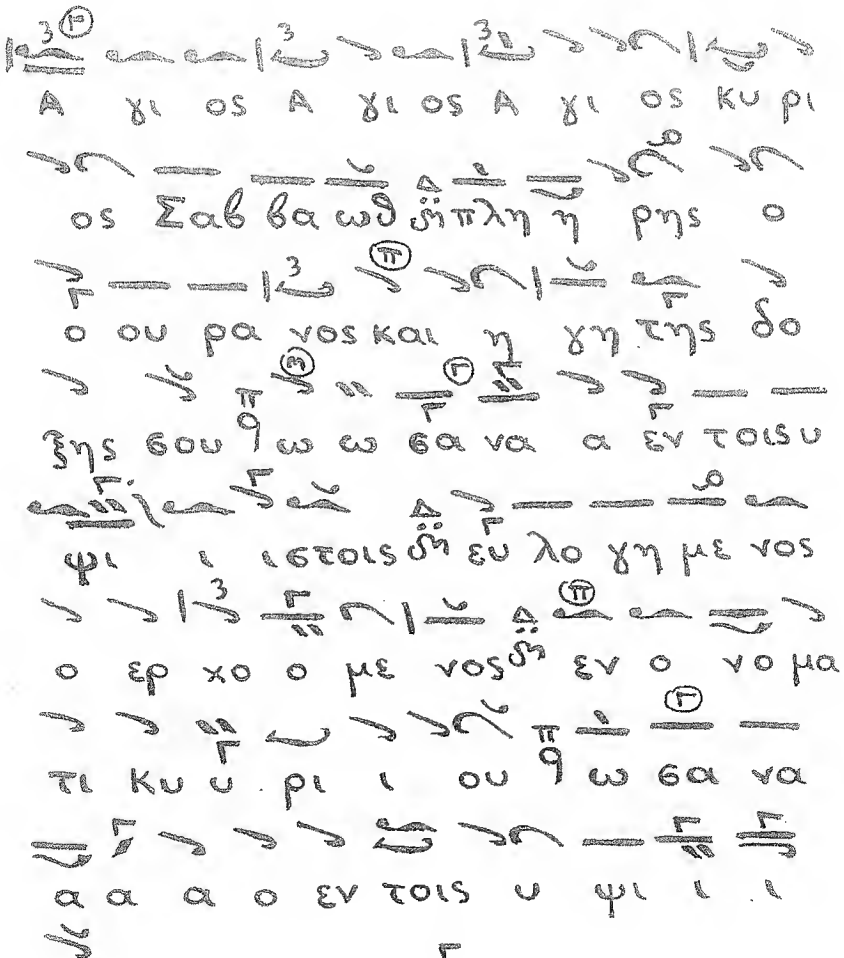 Α γι ος Α γι ος Α γι ος κυ ρι
ος Σαβ βα ωθ πλη η ρης ο
ο ου ρα νος και η γη της δο
ξης σου ω ω σα να α εν τοις υ
ψι ι ιστοις ευ λο γη με νος
ο ερ χο ο με νος εν ο νο μα
τι κυ υ ρι ι ου ω σα να
α α α ο εν τοις υ ψι ι ι